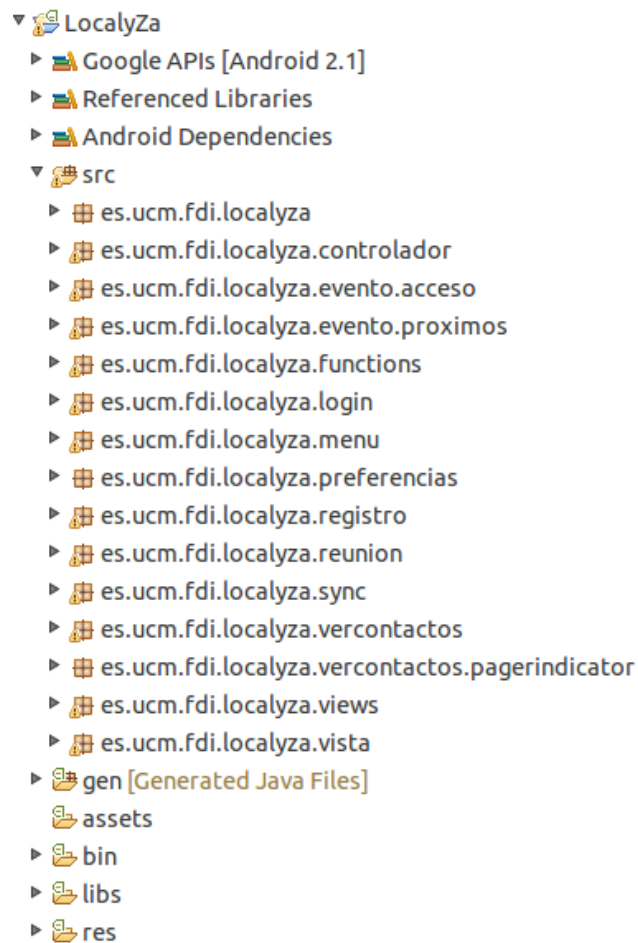 LocalyZa
Google APIs [Android 2.1]
Referenced Libraries
Android Dependencies
src
es.ucm.fdi.localyza
es.ucm.fdi.localyza.controlador
es.ucm.fdi.localyza.evento.acceso
es.ucm.fdi.localyza.evento.proximos
es.ucm.fdi.localyza.functions
es.ucm.fdi.localyza.login
es.ucm.fdi.localyza.menu
es.ucm.fdi.localyza.preferencias
es.ucm.fdi.localyza.registro
es.ucm.fdi.localyza.reunion
es.ucm.fdi.localyza.sync
es.ucm.fdi.localyza.vercontactos
es.ucm.fdi.localyza.vercontactos.pagerindicator
es.ucm.fdi.localyza.views
es.ucm.fdi.localyza.vista
gen [Generated Java Files]
assets
bin
libs
res